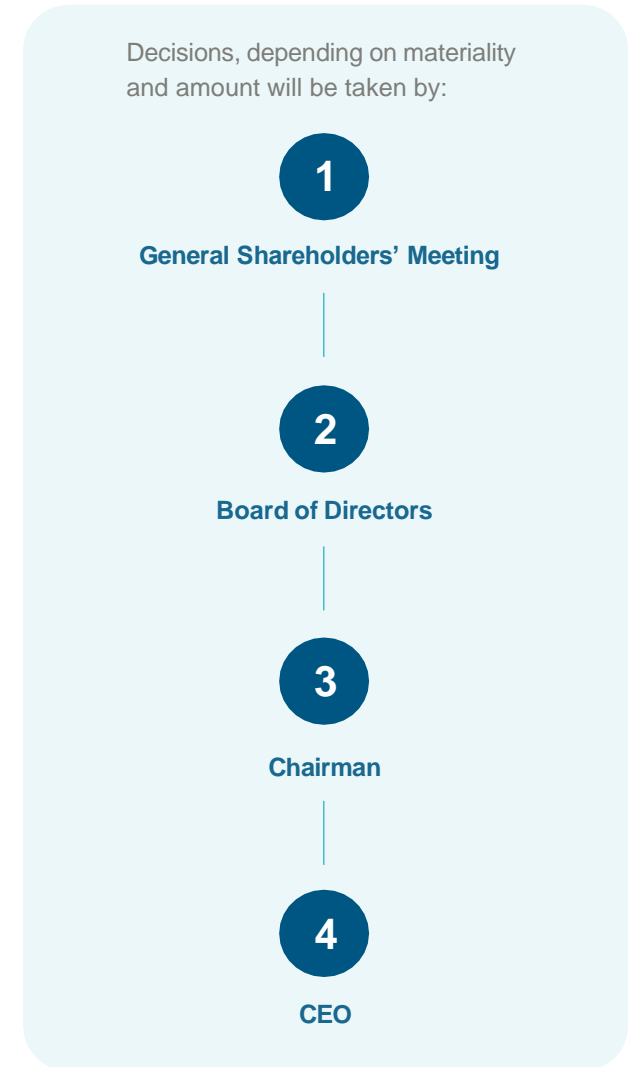 Decisions, depending on materiality
and amount will be taken by:
1
General Shareholders’ Meeting
2
Board of Directors
3
Chairman
4
CEO